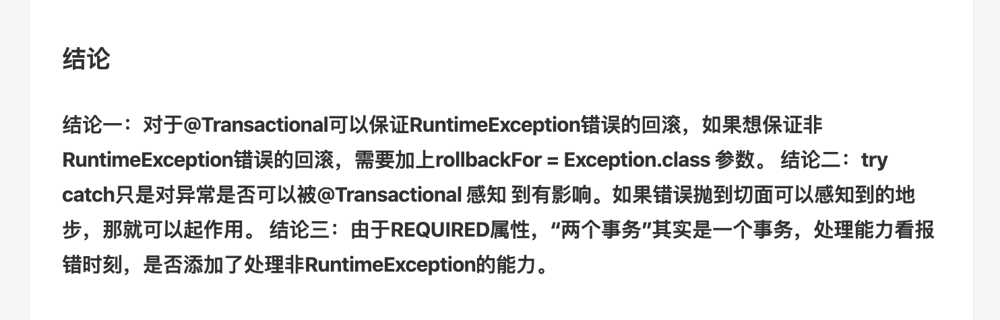 结论
结论一：对于@Transactional可以保证RuntimeException错误的回滚，如果想保证非
RuntimeException错误的回滚，需要加上rollbackFor = Exception.class 参数。 结论二：try
catch只是对异常是否可以被@Transactional 感知 到有影响。如果错误抛到切面可以感知到的地
步，那就可以起作用。 结论三：由于REQUIRED属性，“两个事务”其实是一个事务，处理能力看报
错时刻，是否添加了处理非RuntimeException的能力。